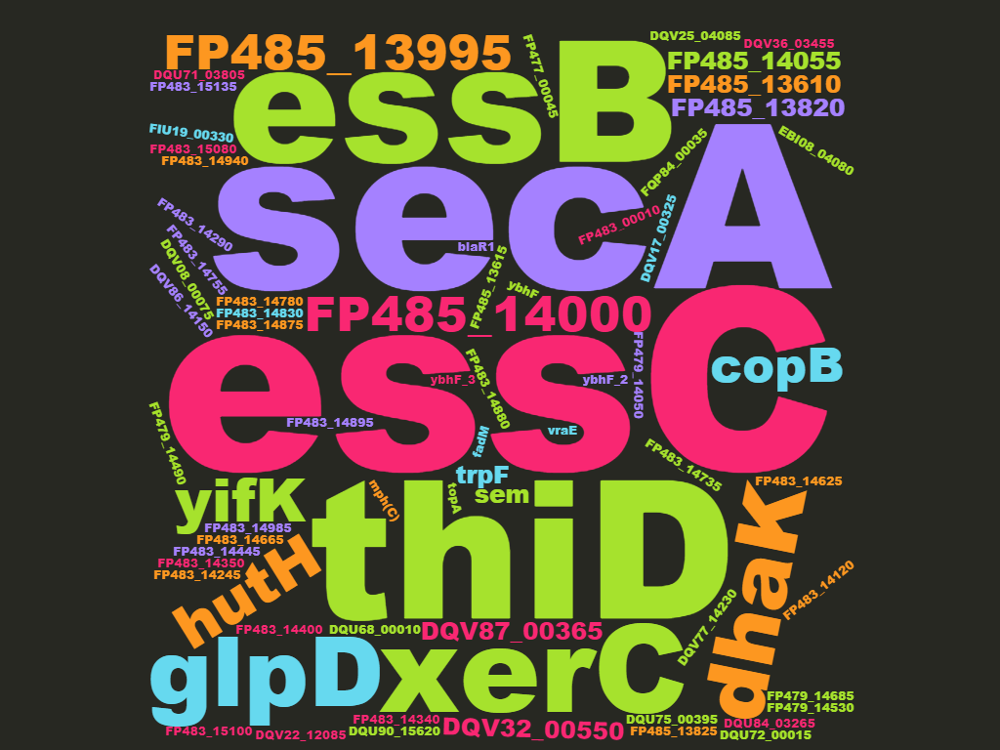 FP485_13995
DQV25_04085
DQV36_03455
FP477_00045
FP485_14055
essB
DQU71_03805
FP483_15135
FP485_13610
FP485_13820
FIU19_00330
FP483_15080
FP483_14940
FQP84_00035
EBI08_04080
secA
FP483_00010
DQV17_00325
blaR1
FP483_14290
FP483_14755
DQV08_00075
DQV86_14150
FP485_13615
ybhF
FP483_14780
FP483_14830
FP483_14875
FP485_14000
essC
copB
FP479_14050
ybhF_3
ybhF_2
FP483_14880
FP483_14895
vraE
fadM
FP479_14490
FP483_14735
trpF
sem
topA
mph(C)
yifK
thiD
FP483_14625
dhaK
FP483_14985
FP483_14665
FP483_14445
FP483_14350
FP483_14245
hutH
FP483_14120
DQV77_14230
FP483_14400
DQU68_00010
DQV87_00365
glpD
xerC
FP479_14685
FP479_14530
FP483_14340
DQU75_00395
DQU84_03265
FP483_15100
DQV22_12085
DQU90_15620
DQV32_00550
FP485_13825
DQU72_00015